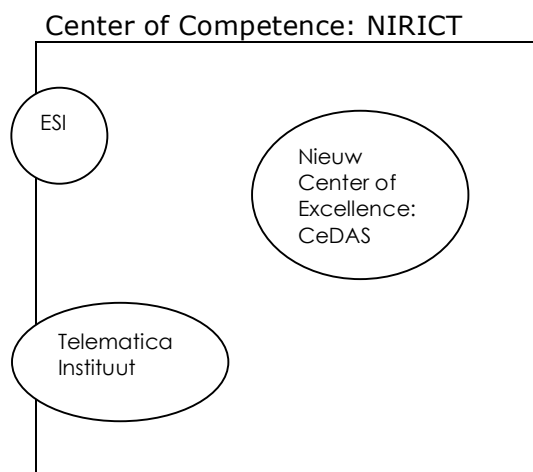 Center of Competence: NIRICT
ESI
Nieuw
Center of
Excellence:
CeDAS
Telematica
Instituut